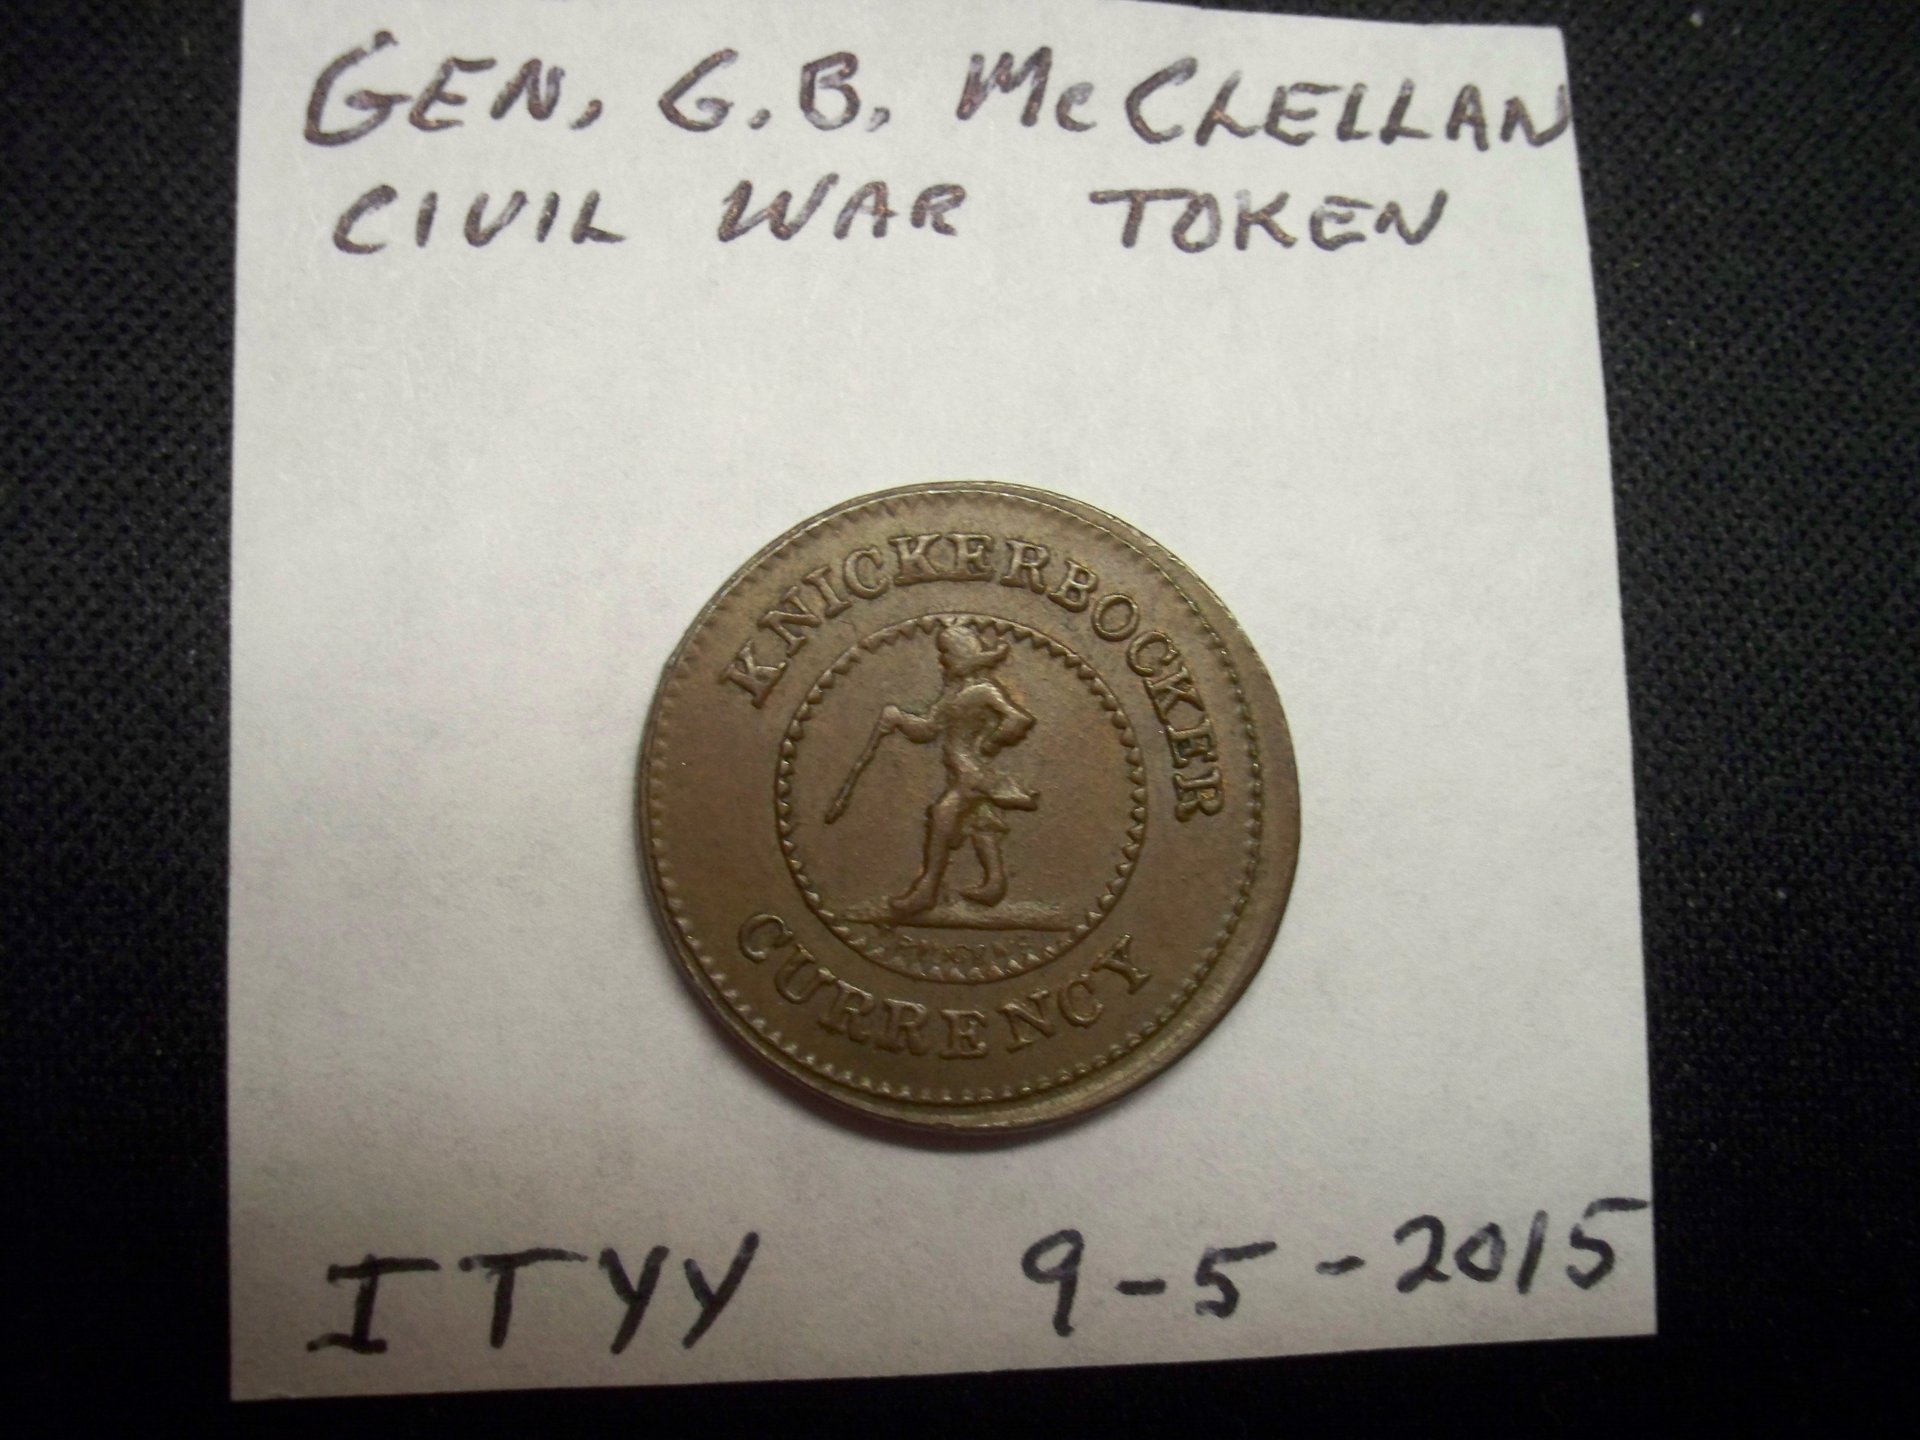 GEN. G.B. McCLELLAN
CIVIL WAR TOKEN
KNICKERBOCKER
CURRENCY
ITYY 9-5-2015